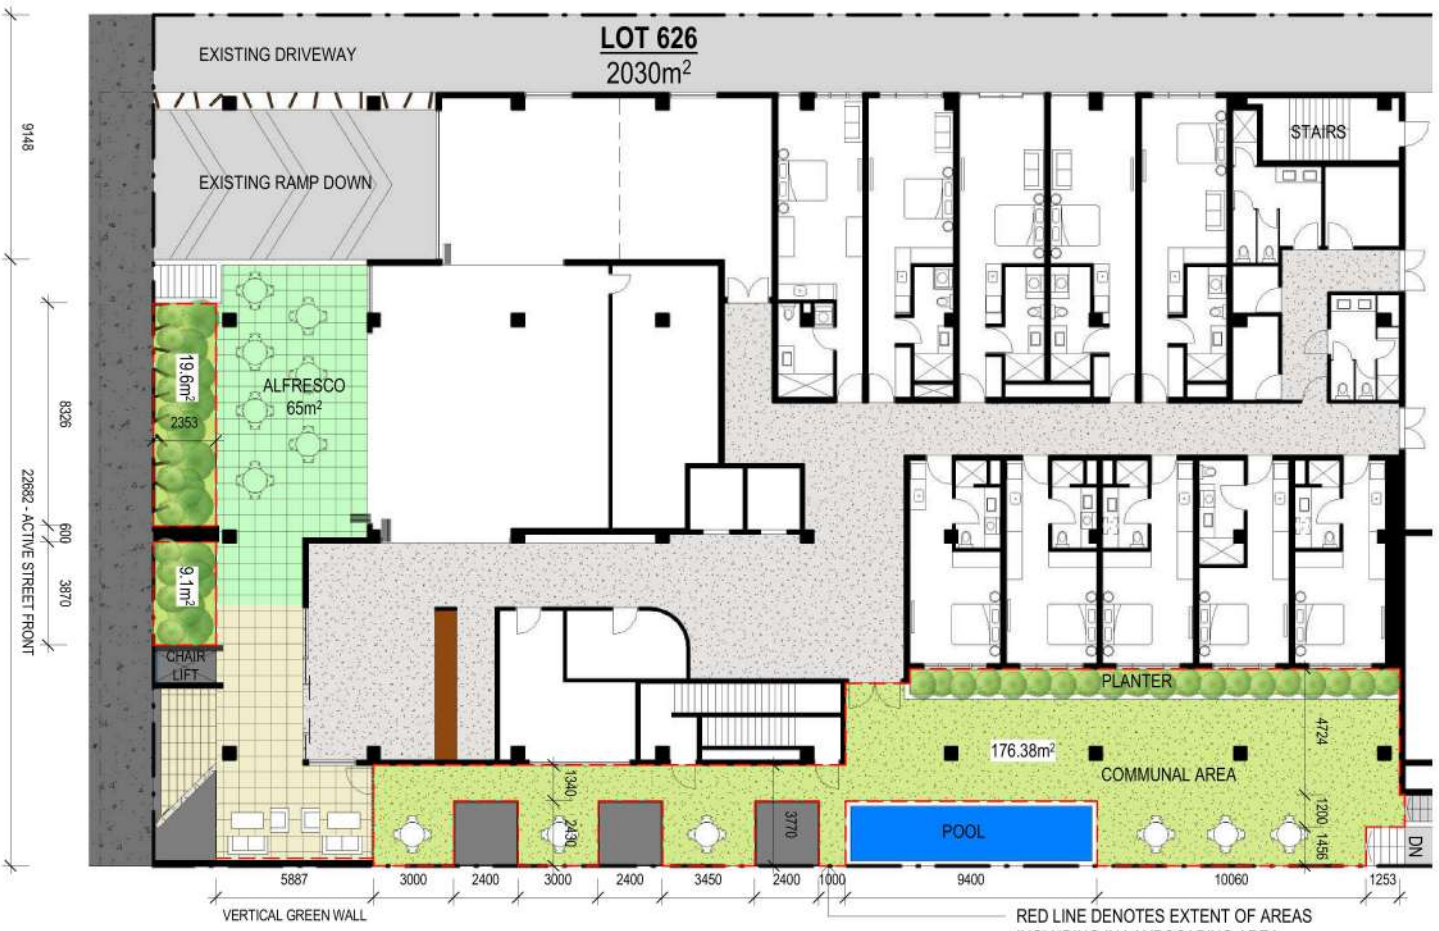 LOT 626
2030m²
EXISTING DRIVEWAY
9148
STAIRS
EXISTING RAMP DOWN
19.6m²
ALFRESCO
65m²
2353
8326
22682 - ACTIVE STREET FRONT
600
9.1m²
3870
CHAIR
LIFT
PLANTER
4724
176.38m²
COMMUNAL AREA
1340
2430
3770
POOL
1200
1456
DN
5887
3000
2400
3000
2400
3450
2400
1000
9400
10060
1253
VERTICAL GREEN WALL
RED LINE DENOTES EXTENT OF AREAS